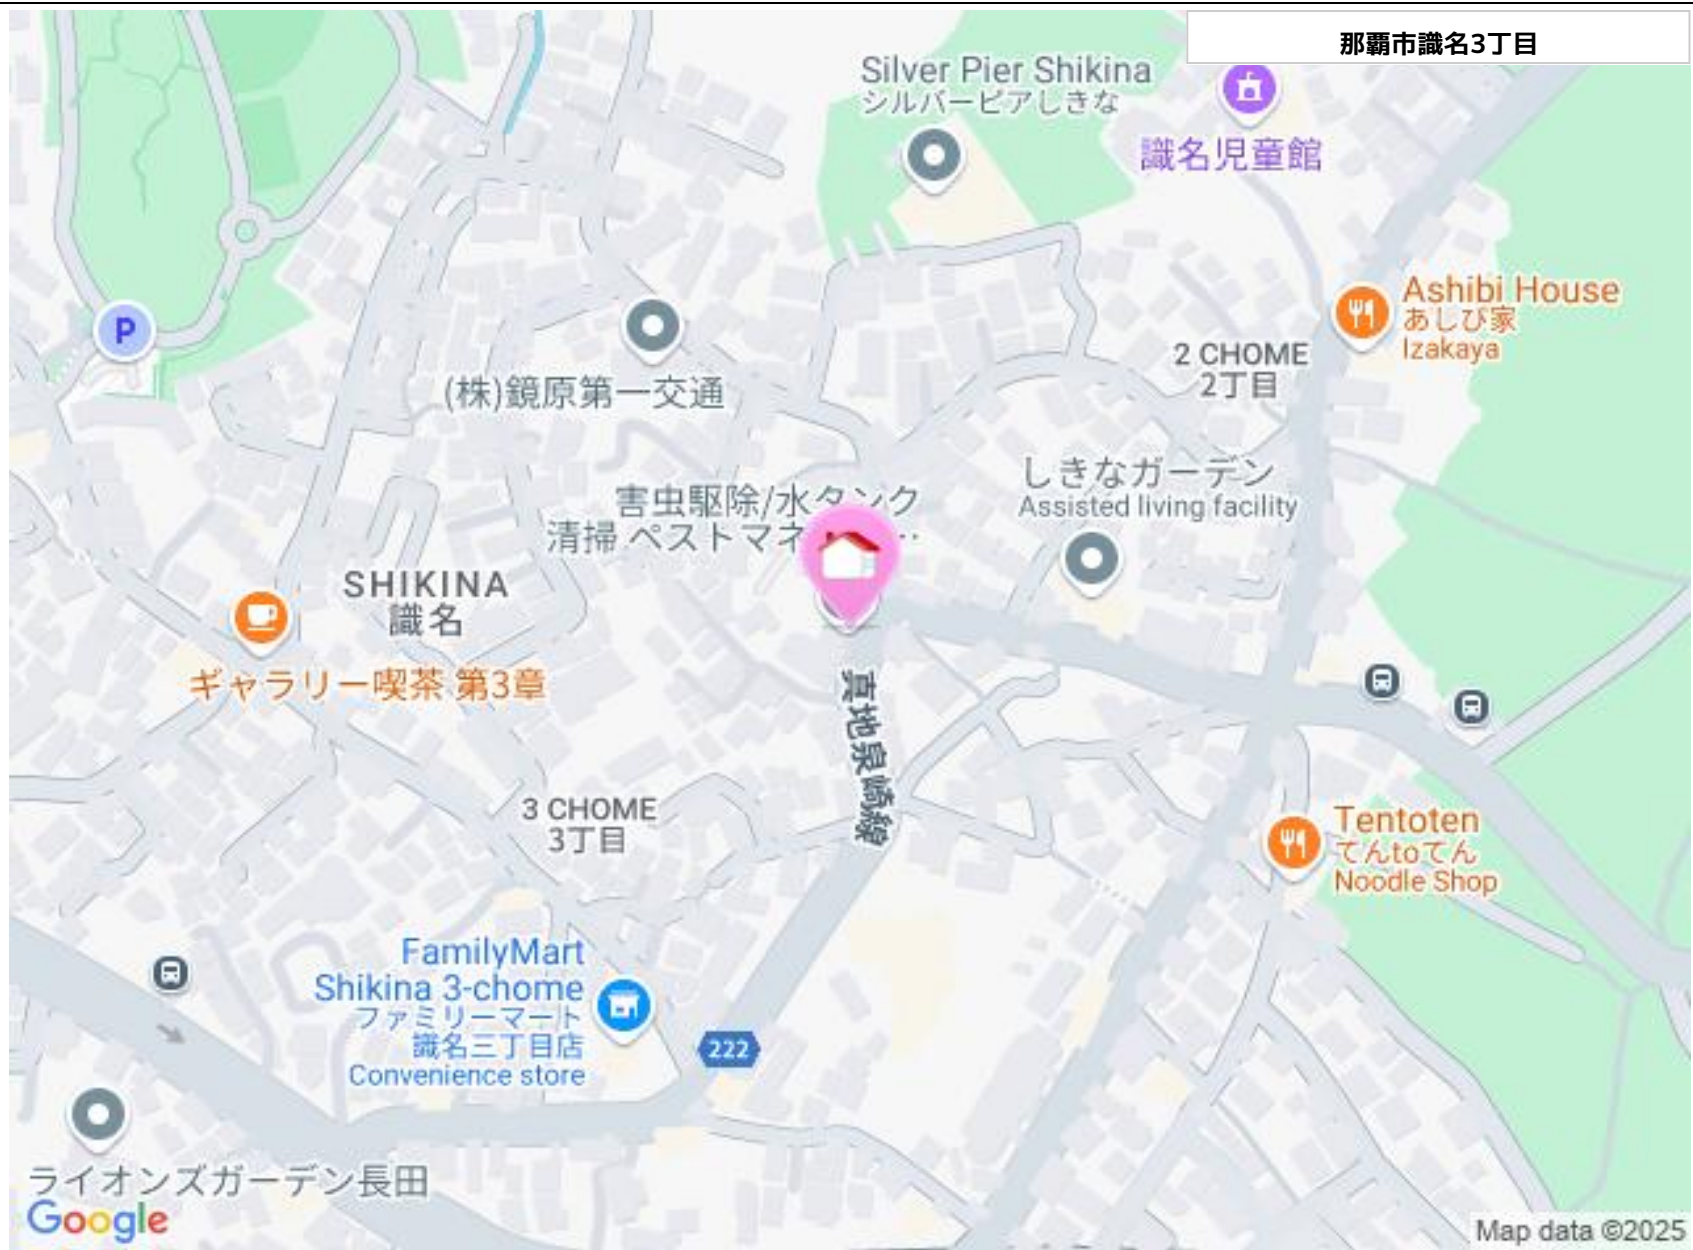 那覇市識名3丁目
Silver Pier Shikina
シルバーピアしきな
識名児童館
Ashibi House
あしび家
Izakaya
P
2 CHOME
2丁目
(株)鏡原第一交通
しきなガーデン
Assisted living facility
害虫駆除/水タンク
清掃 ペストマネ
SHIKINA
識名
ギャラリー喫茶 第3章
真地泉崎線
3 CHOME
3丁目
Tentoten
てんtoてん
Noodle Shop
FamilyMart
Shikina 3-chome
ファミリーマート
識名三丁目店
Convenience store
222
ライオンズガーデン長田
Google
Map data ©2025